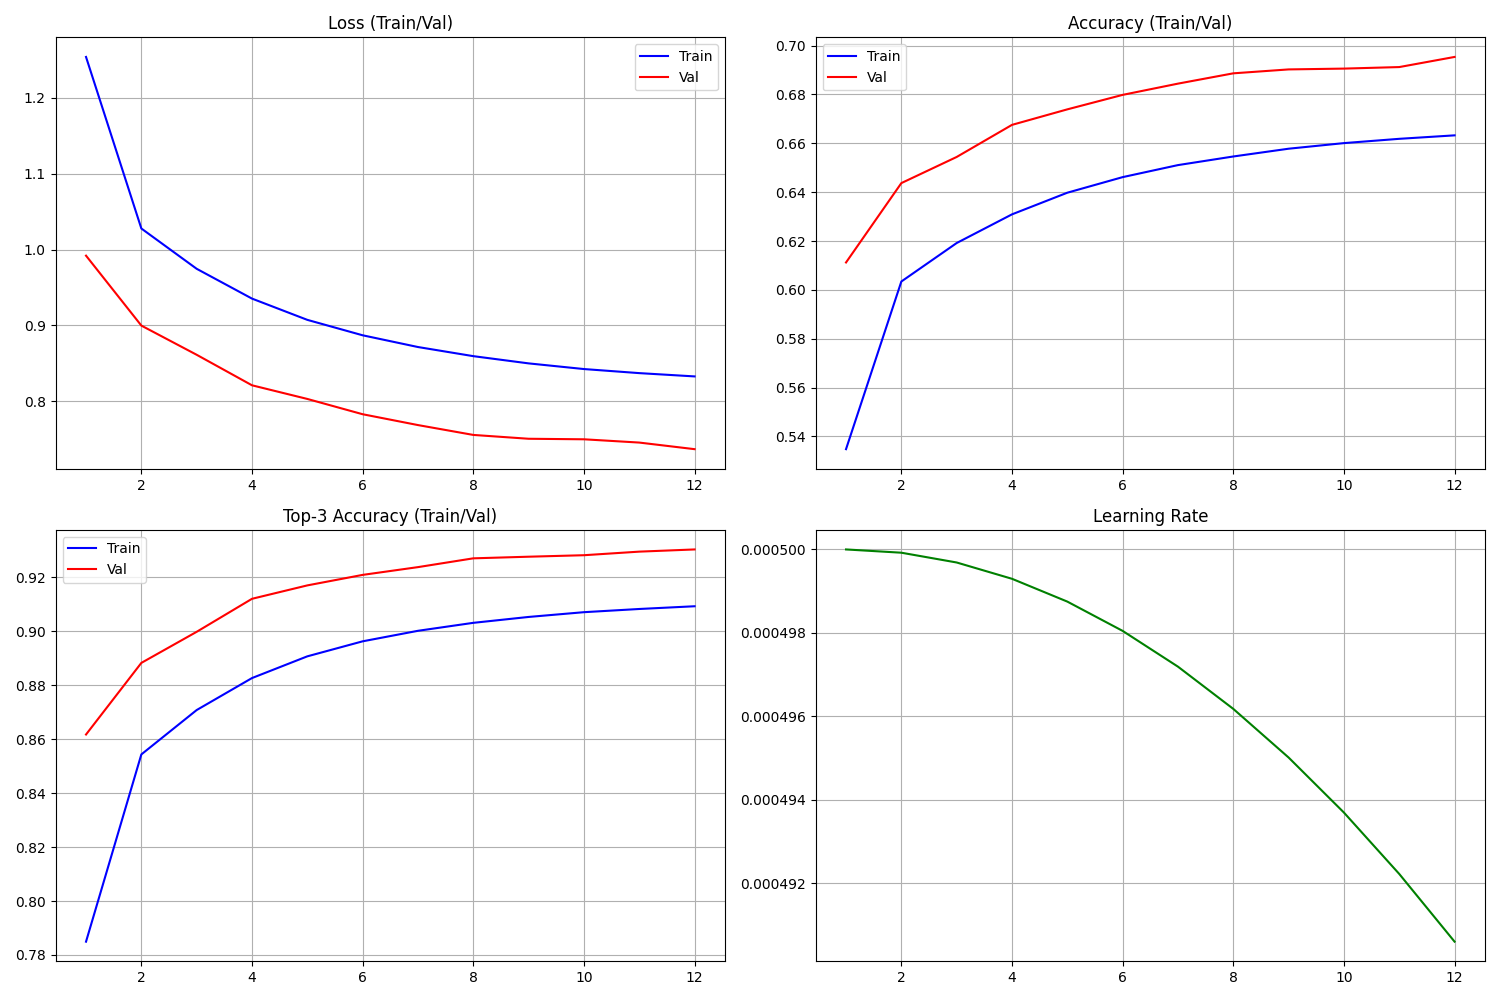 Loss (Train/Val)
Train
Val
1.2
1.1
1.0
0.9
0.8
2 4 6 8 10 12
Accuracy (Train/Val)
Train
Val
0.70
0.68
0.66
0.64
0.62
0.60
0.58
0.56
0.54
2 4 6 8 10 12
Top-3 Accuracy (Train/Val)
Train
Val
0.92
0.90
0.88
0.86
0.84
0.82
0.80
0.78
2 4 6 8 10 12
Learning Rate
0.000500
0.000498
0.000496
0.000494
0.000492
2 4 6 8 10 12